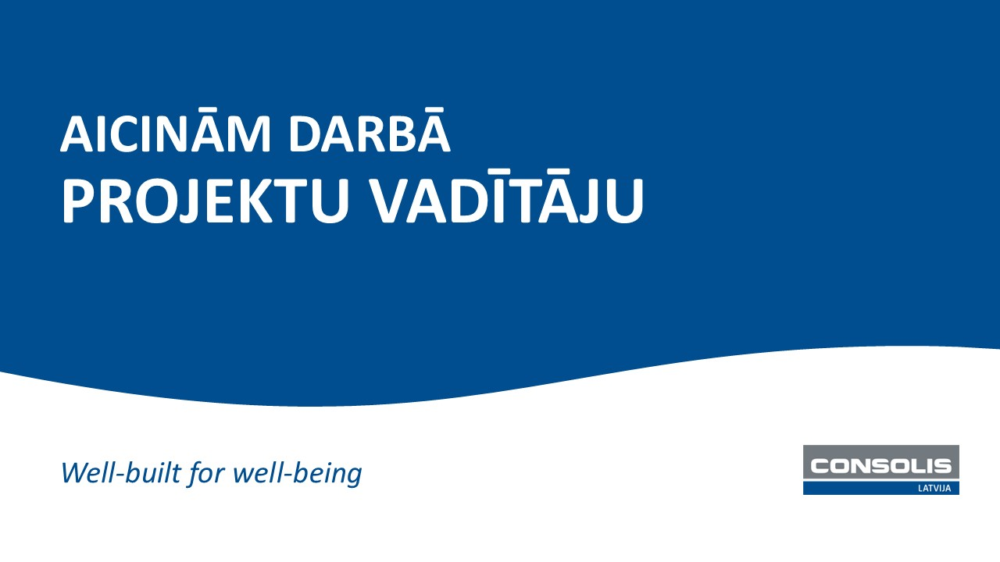 AICINĀM DARBĀ
PROJEKTU VADĪTĀJU
Well-built for well-being
CONSOLIS
LATVIJA